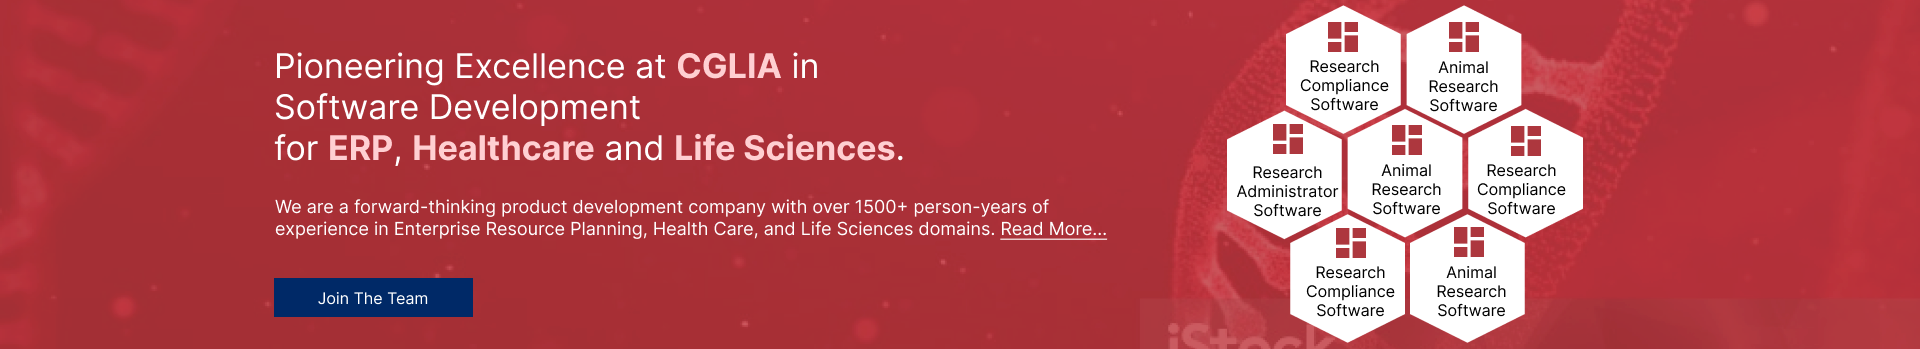 Pioneering Excellence at CGLIA in
Software Development
for ERP, Healthcare and Life Sciences.
We are a forward-thinking product development company with over 1500+ person-years of
experience in Enterprise Resource Planning, Health Care, and Life Sciences domains. Read More...
Join The Team
Research
Compliance
Software
Animal
Research
Software
Research
Administrator
Software
Animal
Research
Software
Research
Compliance
Software
Research
Compliance
Software
Animal
Research
Software
iStock